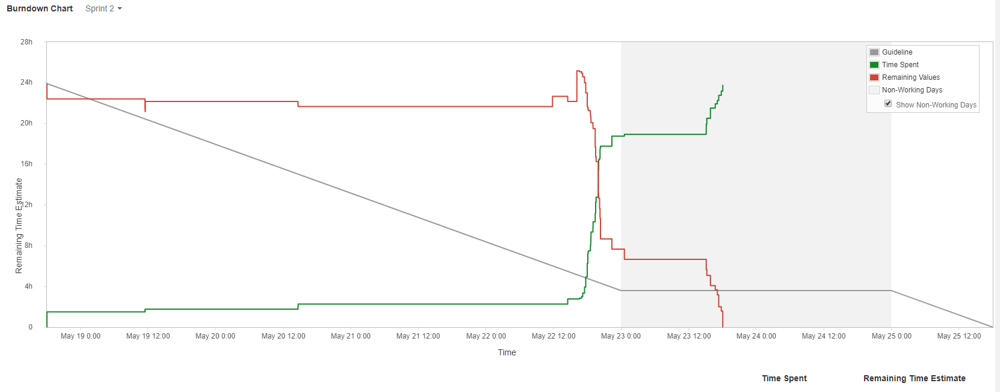 Burndown Chart Sprint 2
28h
24h
20h
16h
12h
8h
4h
0
Remaining Time Estimate
Guideline
Time Spent
Remaining Values
Non-Working Days
Show Non-Working Days
May 19 0:00 May 19 12:00 May 20 0:00 May 20 12:00 May 21 0:00 May 21 12:00 May 22 0:00 May 22 12:00 May 23 0:00 May 23 12:00 May 24 0:00 May 24 12:00 May 25 0:00 May 25 12:00
Time
Time Spent Remaining Time Estimate